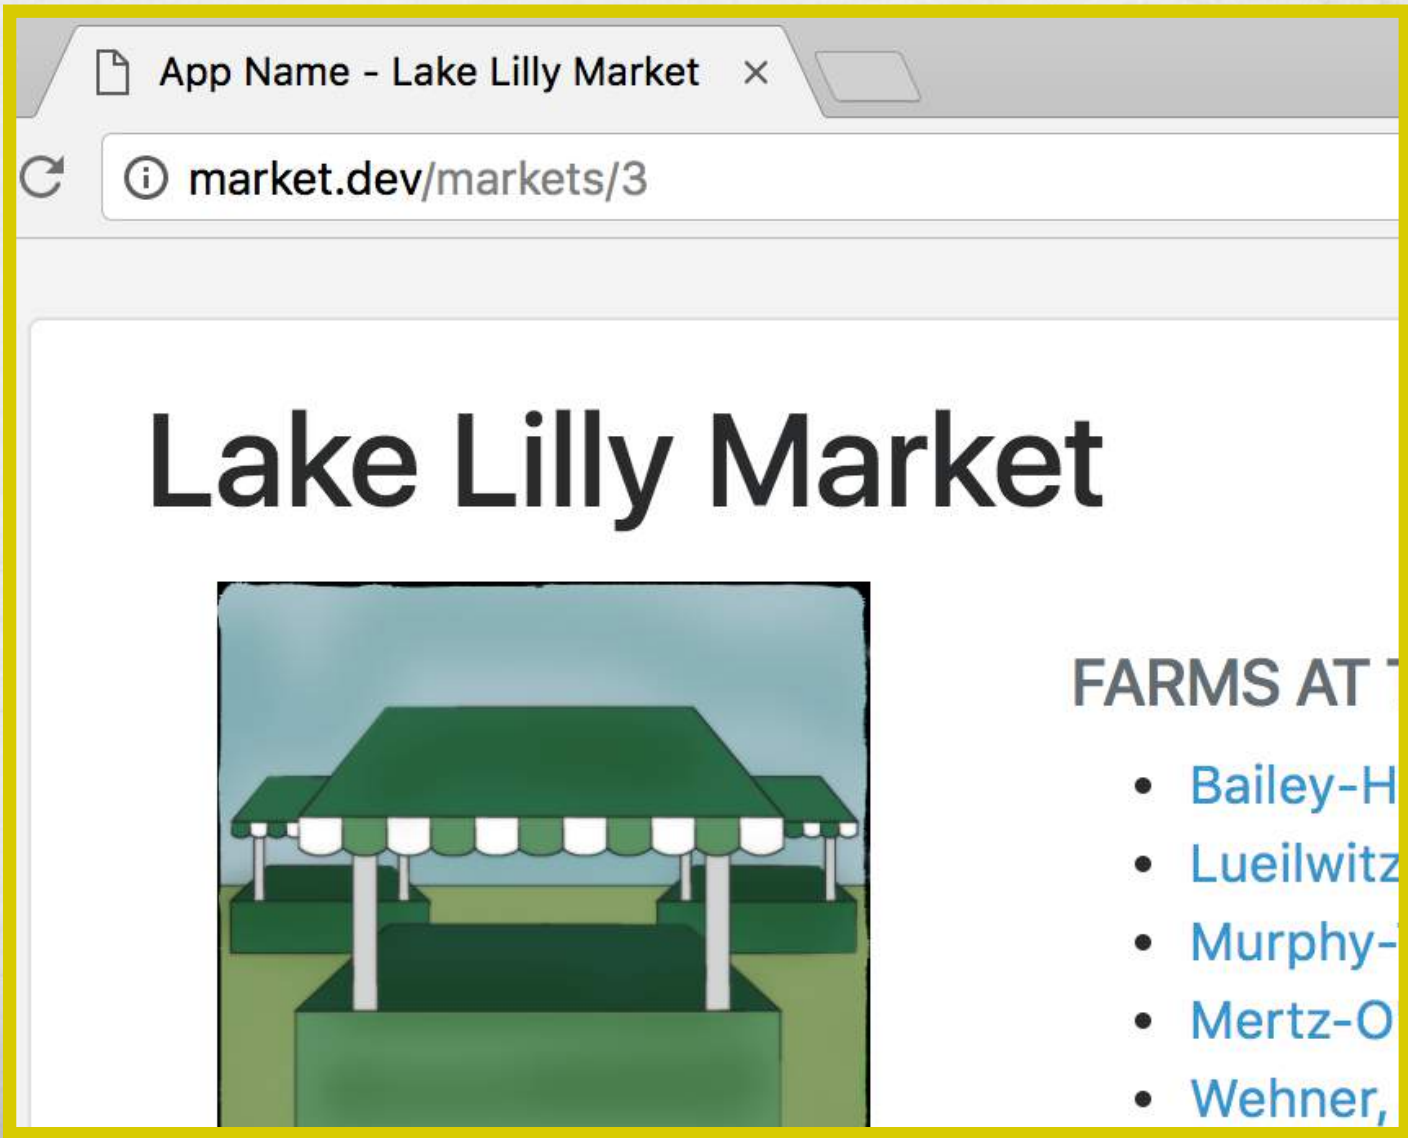 App Name - Lake Lilly Market
market.dev/markets/3
Lake Lilly Market
FARMS AT
Bailey-H
Lueilwitz
Murphy-
Mertz-O
Wehner,